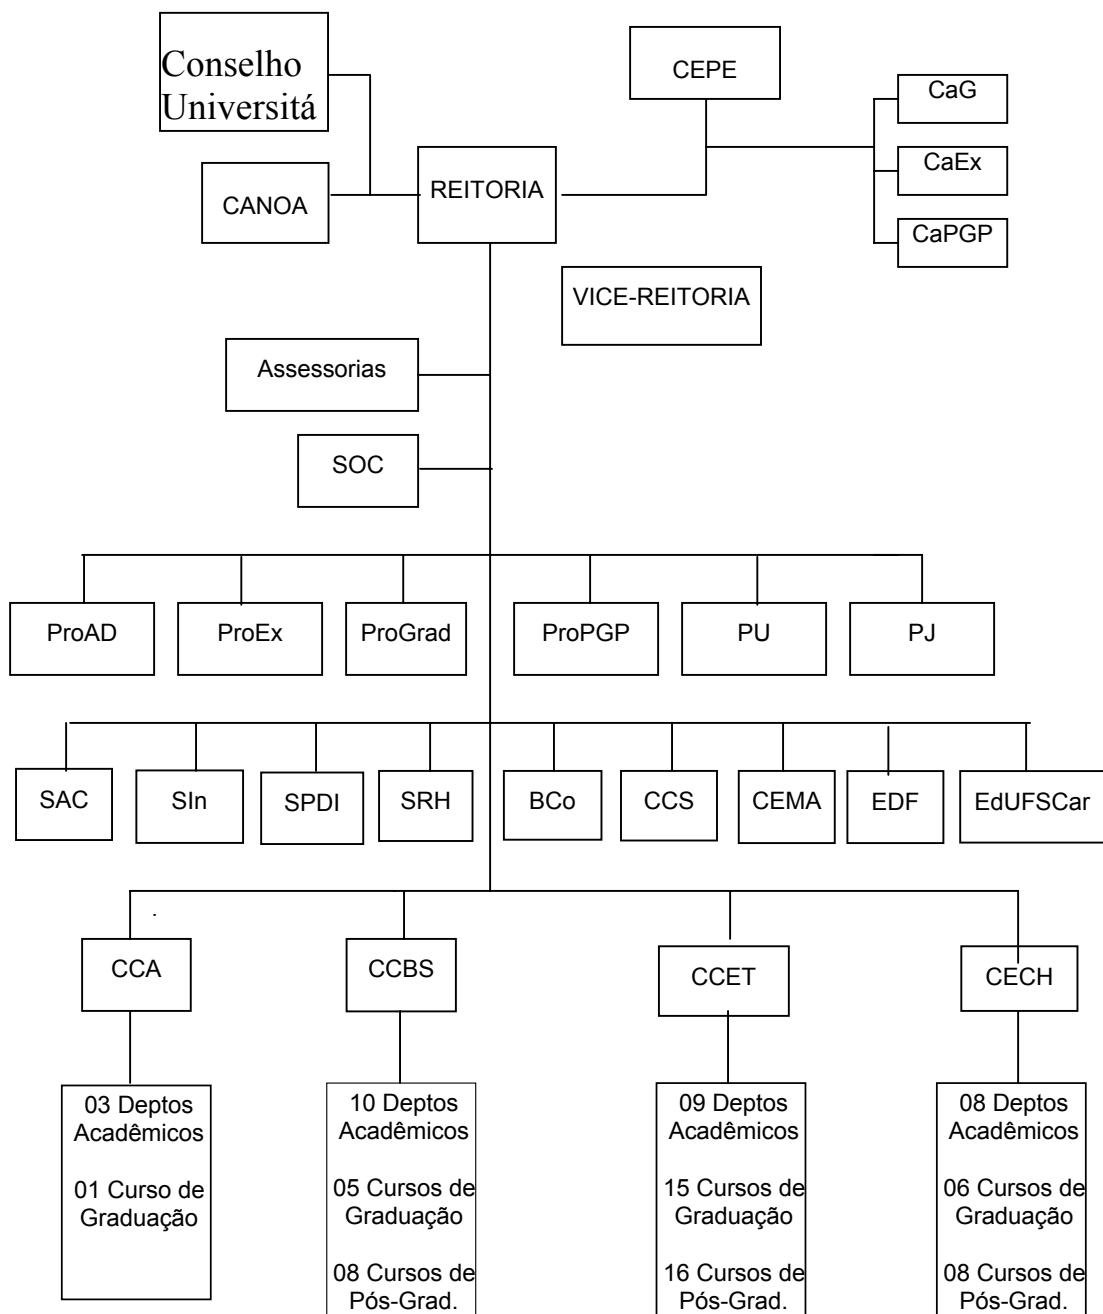 Conselho
Universitá
CEPE
CaG
CaEx
CaPGP
CANOA
REITORIA
VICE-REITORIA
Assessorias
SOC
ProAD
ProEx
ProGrad
ProPGP
PU
PJ
SAC
SIn
SPDI
SRH
BCo
CCS
CEMA
EDF
EdUFSCar
CCA
CCBS
CCET
CECH
03 Deptos
Acadêmicos
01 Curso de
Graduação
10 Deptos
Acadêmicos
05 Cursos de
Graduação
08 Cursos de
Pós-Grad.
09 Deptos
Acadêmicos
15 Cursos de
Graduação
16 Cursos de
Pós-Grad.
08 Deptos
Acadêmicos
06 Cursos de
Graduação
08 Cursos de
Pós-Grad.